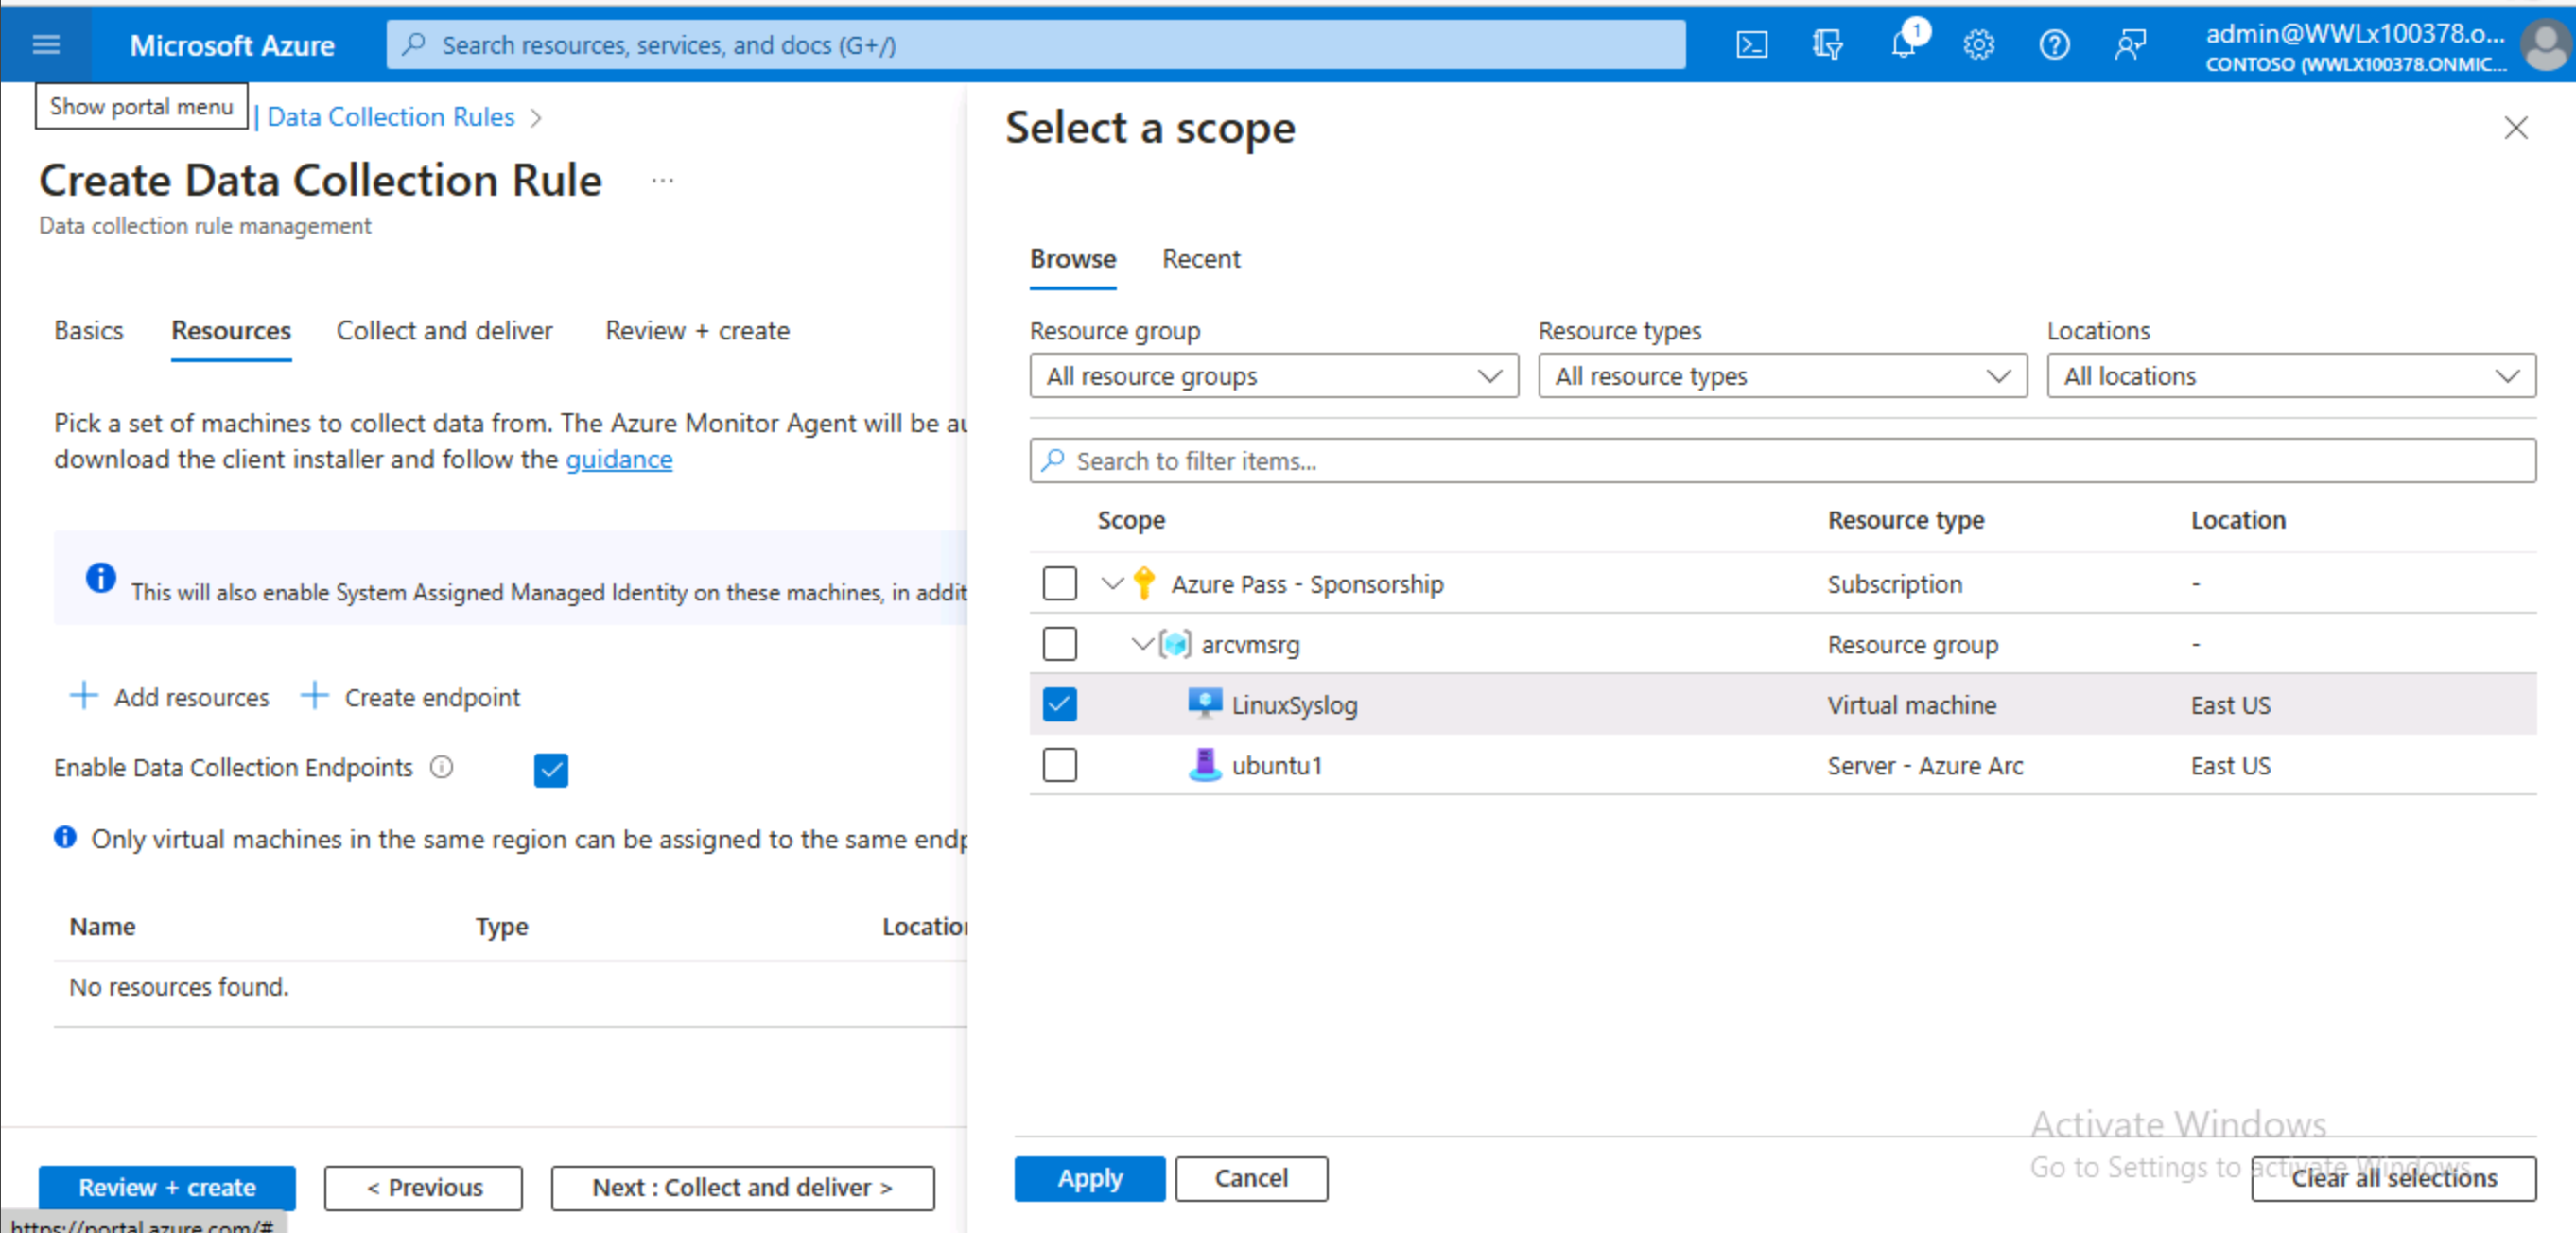 Microsoft Azure
Search resources, services, and docs (G+/)
1
admin@WWLx100378.o...
CONTOSO (WWLX100378.ONMIC...
Show portal menu
| Data Collection Rules >
Create Data Collection Rule ...
Data collection rule management
Basics Resources Collect and deliver Review + create
Pick a set of machines to collect data from. The Azure Monitor Agent will be au
download the client installer and follow the guidance
This will also enable System Assigned Managed Identity on these machines, in addit
+ Add resources + Create endpoint
Enable Data Collection Endpoints
Only virtual machines in the same region can be assigned to the same endp
Name Type Location
No resources found.
Review + create < Previous Next : Collect and deliver >
https://portal.azure.com/#
Select a scope
Browse Recent
Resource group Resource types Locations
All resource groups All resource types All locations
Search to filter items...
Scope Resource type Location
Azure Pass - Sponsorship Subscription -
arcvmsrg Resource group -
LinuxSyslog Virtual machine East US
ubuntu1 Server - Azure Arc East US
Activate Windows
Go to Settings to activate Windows.
Apply Cancel Clear all selections